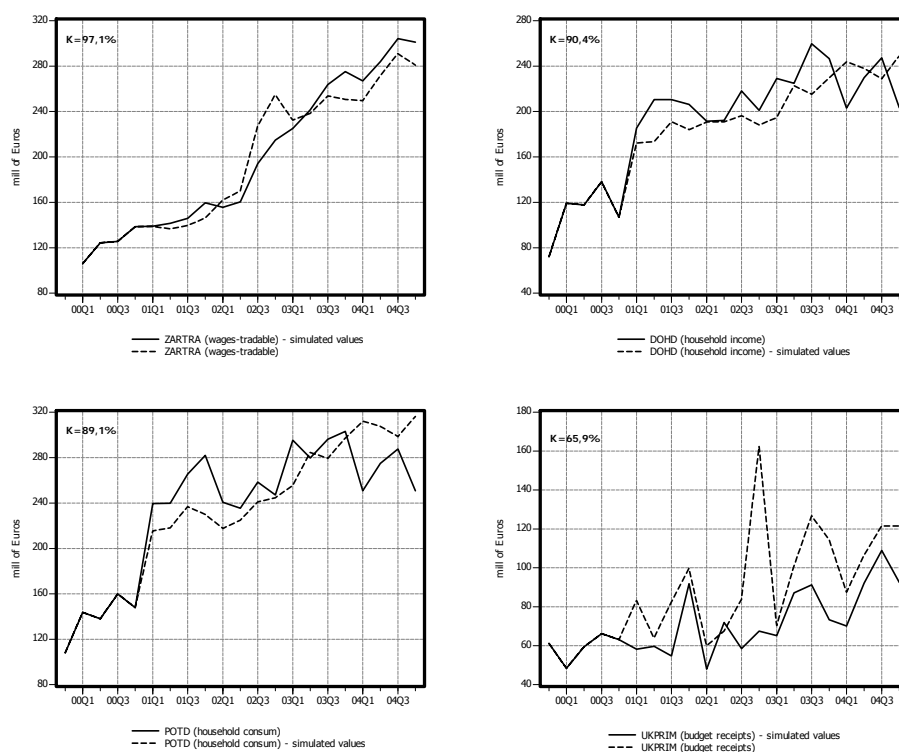 K=97,1%
320
280
240
200
160
120
80
mill of Euros
00Q1 00Q3 01Q1 01Q3 02Q1 02Q3 03Q1 03Q3 04Q1 04Q3
ZARTRA (wages-tradable) - simulated values
ZARTRA (wages-tradable)
K=90,4%
280
240
200
160
120
80
40
mill of Euros
00Q1 00Q3 01Q1 01Q3 02Q1 02Q3 03Q1 03Q3 04Q1 04Q3
DOHD (household income)
DOHD (household income) - simulated values
K=89,1%
320
280
240
200
160
120
80
mill of Euros
00Q1 00Q3 01Q1 01Q3 02Q1 02Q3 03Q1 03Q3 04Q1 04Q3
POTD (household consum)
POTD (household consum) - simulated values
K=65,9%
180
160
140
120
100
80
60
40
mill of Euros
00Q1 00Q3 01Q1 01Q3 02Q1 02Q3 03Q1 03Q3 04Q1 04Q3
UKPRIM (budget receipts) - simulated values
UKPRIM (budget receipts)